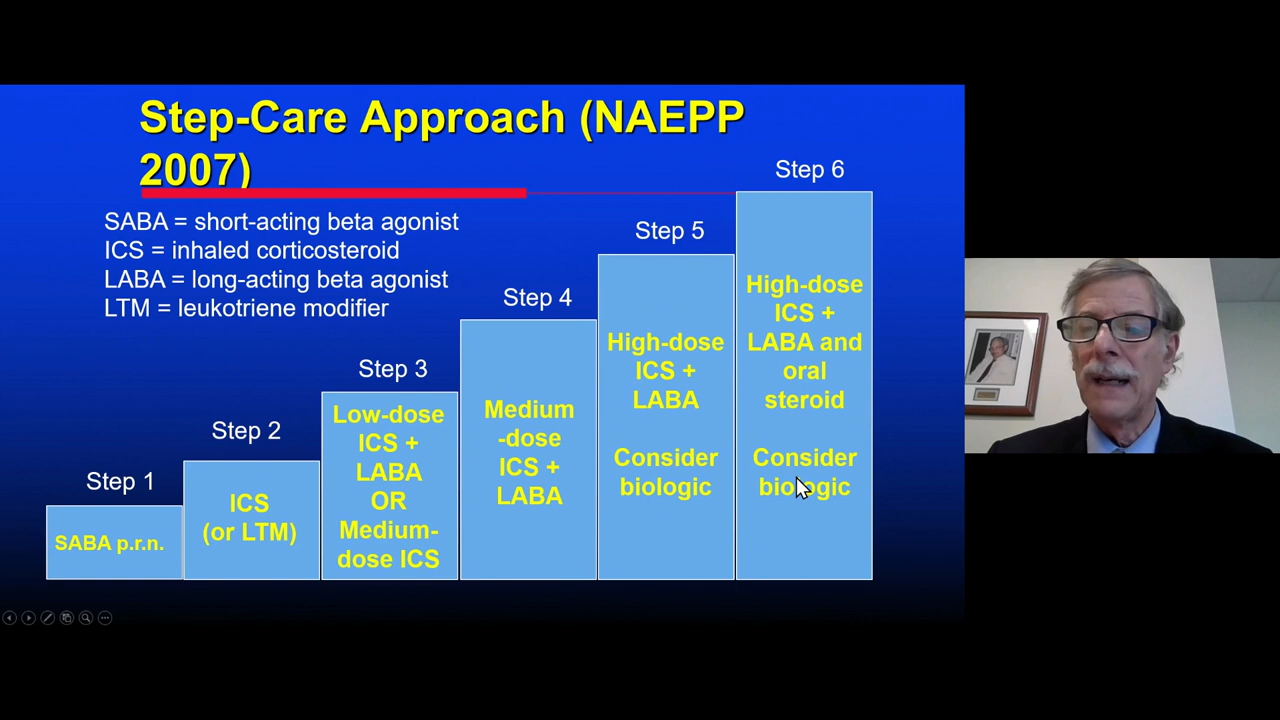 Step-Care Approach (NAEPP
2007)
SABA = short-acting beta agonist
ICS = inhaled corticosteroid
LABA = long-acting beta agonist
LTM = leukotriene modifier
Step 1
SABA p.r.n.
Step 2
ICS
(or LTM)
Step 3
Low-dose
ICS +
LABA
OR
Medium-
dose ICS
Step 4
Medium
-dose
ICS +
LABA
Step 5
High-dose
ICS +
LABA
Consider
biologic
Step 6
High-dose
ICS +
LABA and
oral
steroid
Consider
biologic